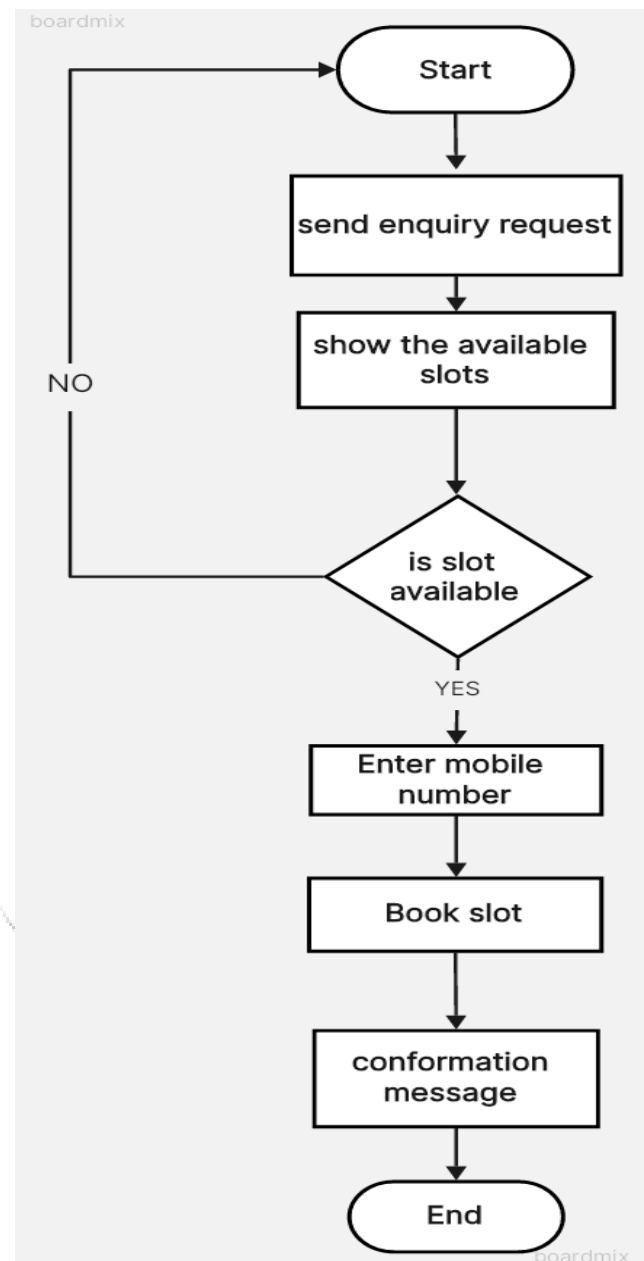 boardmix
Start
send enquiry request
show the available
slots
NO
is slot
available
YES
Enter mobile
number
Book slot
conformation
message
End
boardmix